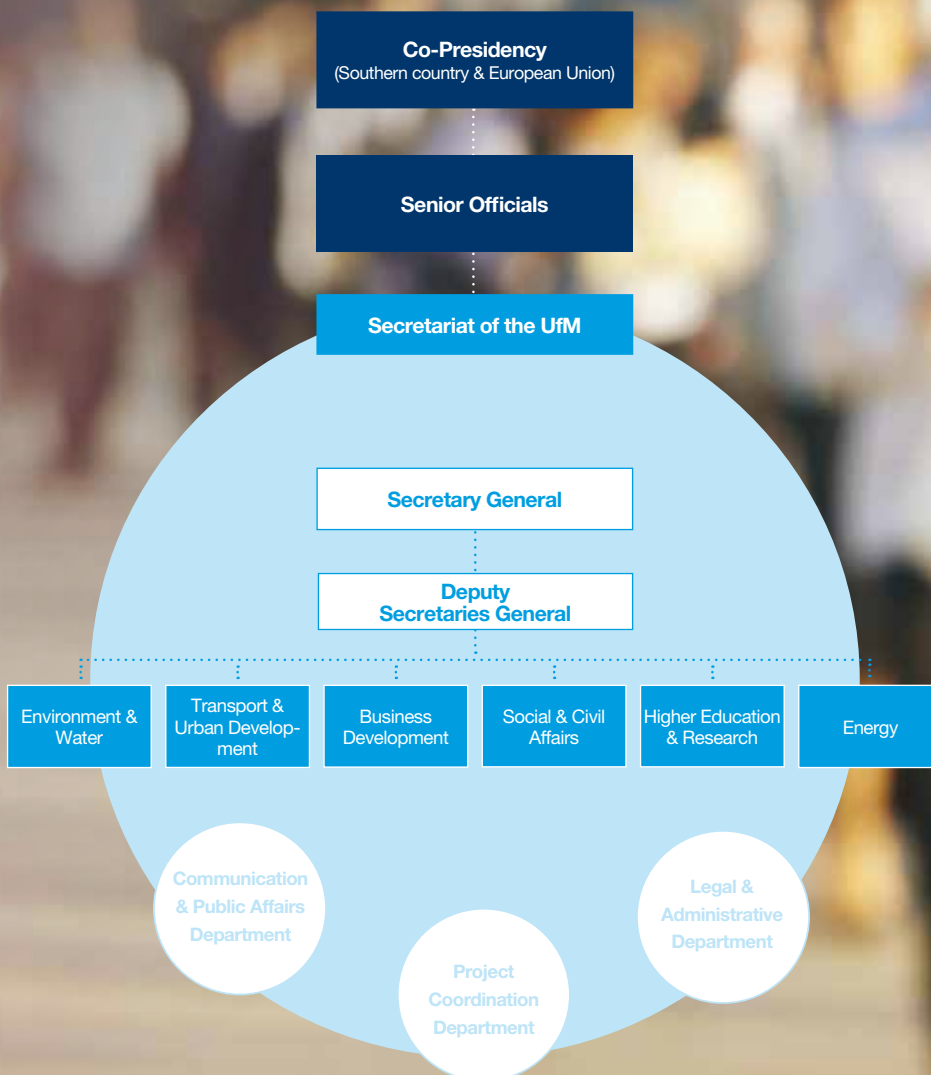 Co-Presidency
(Southern country & European Union)
Senior Officials
Secretariat of the UfM
Secretary General
Deputy
Secretaries General
Environment &
Water
Transport &
Urban Develop-
ment
Business
Development
Social & Civil
Affairs
Higher Education
& Research
Energy
Communication
& Public Affairs
Department
Project
Coordination
Department
Legal &
Administrative
Department